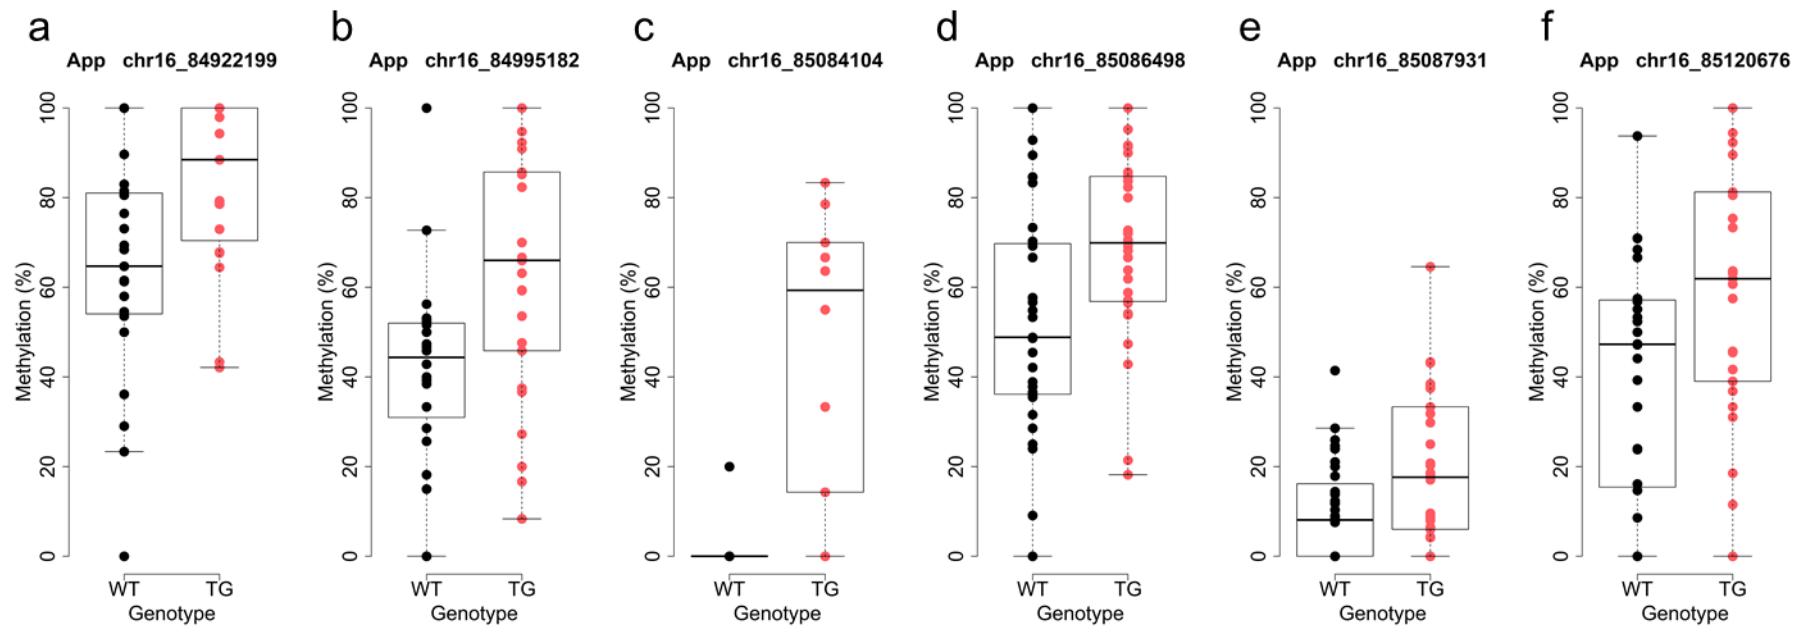 a
App chr16_84922199
Methylation (%)
0 20 40 60 80 100
WT TG
Genotype
b
App chr16_84995182
Methylation (%)
0 20 40 60 80 100
WT TG
Genotype
c
App chr16_85084104
Methylation (%)
0 20 40 60 80 100
WT TG
Genotype
d
App chr16_85086498
Methylation (%)
0 20 40 60 80 100
WT TG
Genotype
e
App chr16_85087931
Methylation (%)
0 20 40 60 80 100
WT TG
Genotype
f
App chr16_85120676
Methylation (%)
0 20 40 60 80 100
WT TG
Genotype